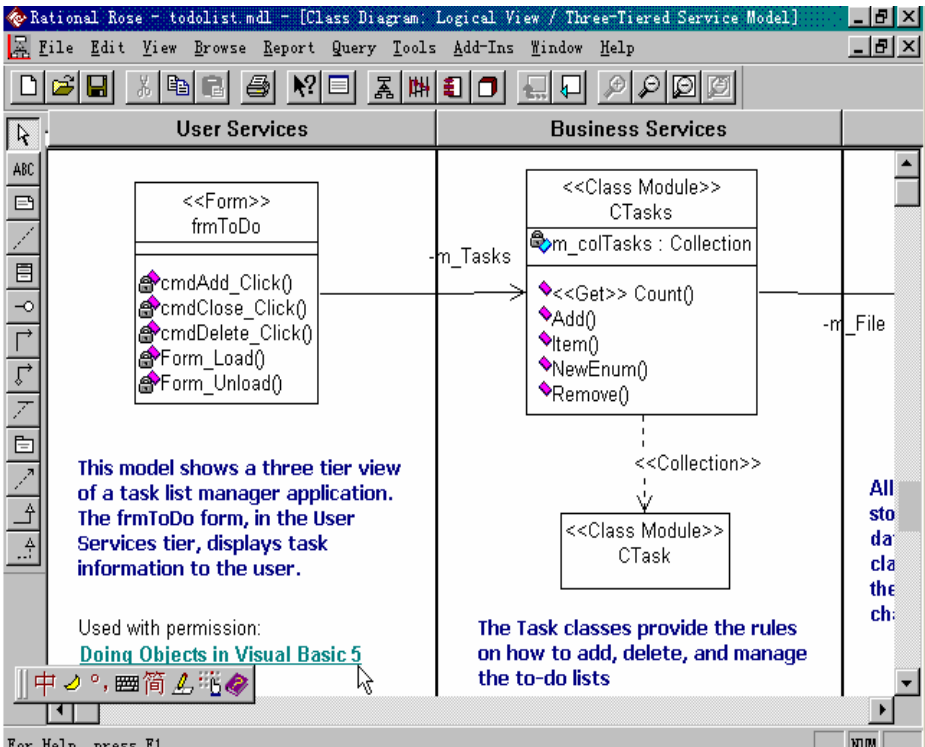 Rational Rose - todolist.mdl - [Class Diagram: Logical View / Three-Tiered Service Model]
File Edit View Browse Report Query Tools Add-Ins Window Help
User Services
Business Services
ABC
<<Form>>
frmToDo
cmdAdd_Click()
cmdClose_Click()
cmdDelete_Click()
Form_Load()
Form_Unload()
-m_Tasks
<<Class Module>>
CTasks
m_colTasks : Collection
<<Get>> Count()
Add()
Item()
NewEnum()
Remove()
-m_File
<<Collection>>
<<Class Module>>
CTask
This model shows a three tier view
of a task list manager application.
The frmToDo form, in the User
Services tier, displays task
information to the user.
Used with permission:
Doing Objects in Visual Basic 5
The Task classes provide the rules
on how to add, delete, and manage
the to-do lists
All
sto
da
cla
the
中 简
For Help, press F1
NUM